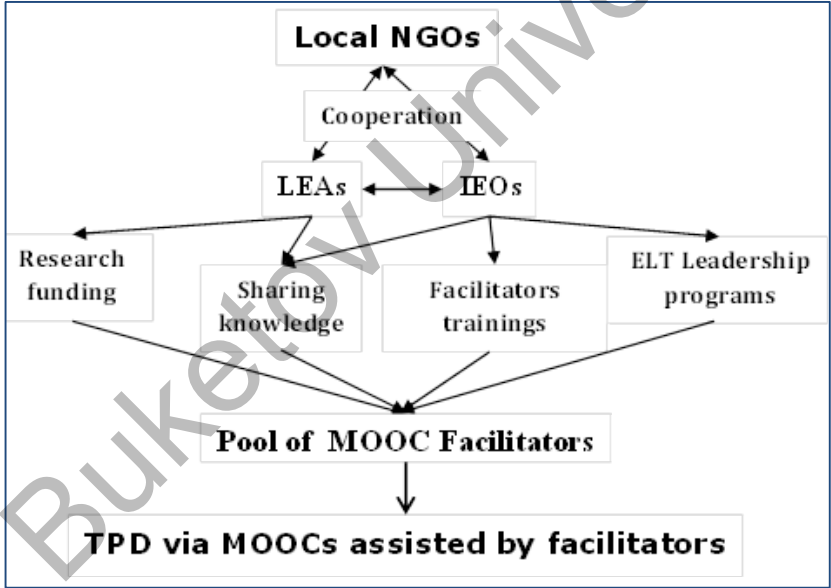 Local NGOs
Cooperation
LEAs
IEOs
Research
funding
Sharing
knowledge
Facilitators
trainings
ELT Leadership
programs
Pool of MOOC Facilitators
TPD via MOOCs assisted by facilitators
Buketov Unive